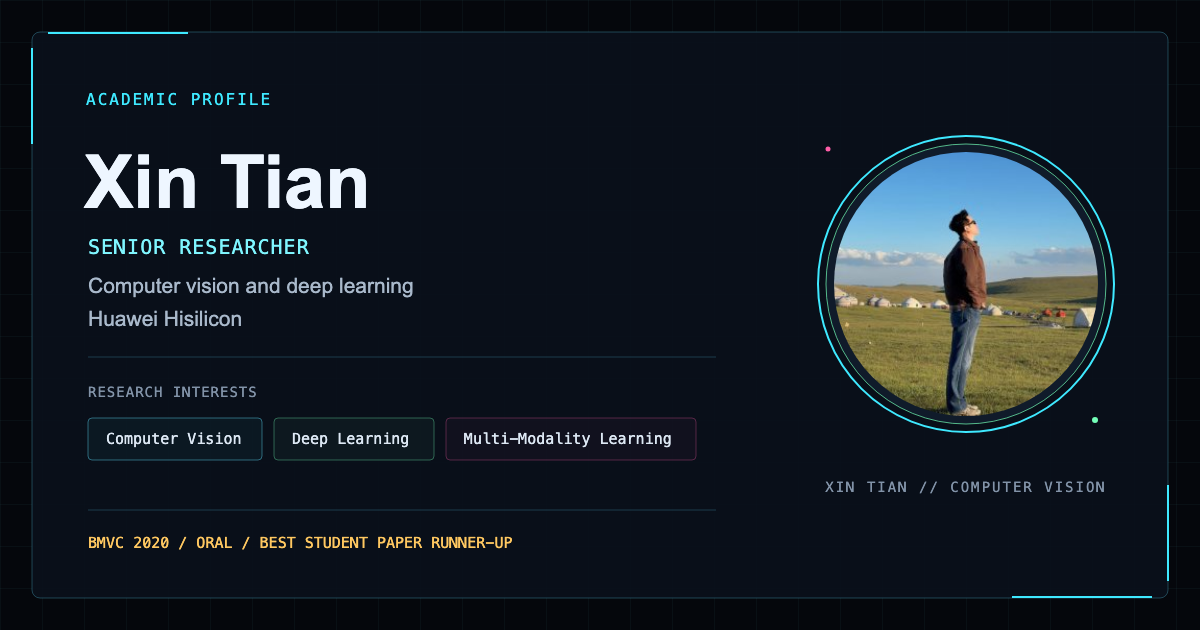 ACADEMIC PROFILE
Xin Tian
SENIOR RESEARCHER
Computer vision and deep learning
Huawei Hisilicon
RESEARCH INTERESTS
Computer Vision
Deep Learning
Multi-Modality Learning
BMVC 2020 / ORAL / BEST STUDENT PAPER RUNNER-UP
XIN TIAN // COMPUTER VISION